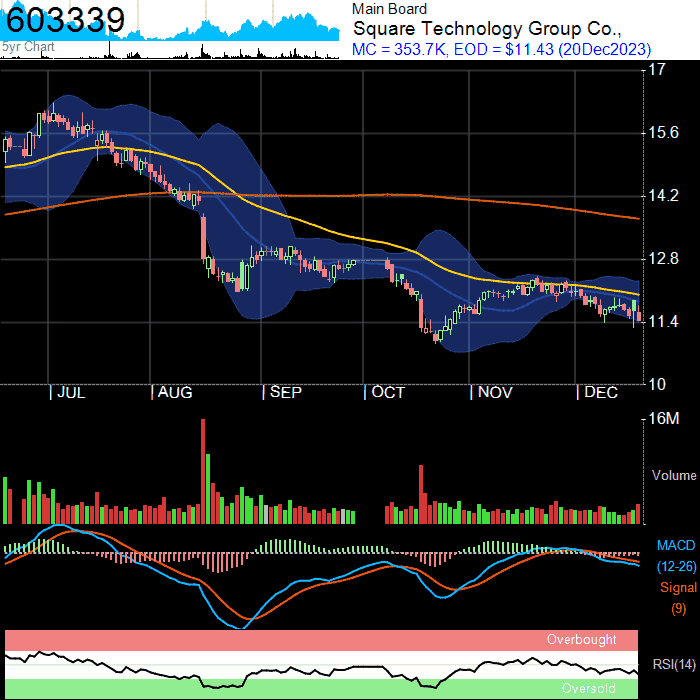 603339
5yr Chart
Main Board
Square Technology Group Co.,
MC = 353.7K, EOD = $11.43 (20Dec2023)
17
15.6
14.2
12.8
11.4
10
| JUL | AUG | SEP | OCT | NOV | DEC
16M
Volume
MACD
(12-26)
Signal
(9)
Overbought
RSI(14)
Oversold